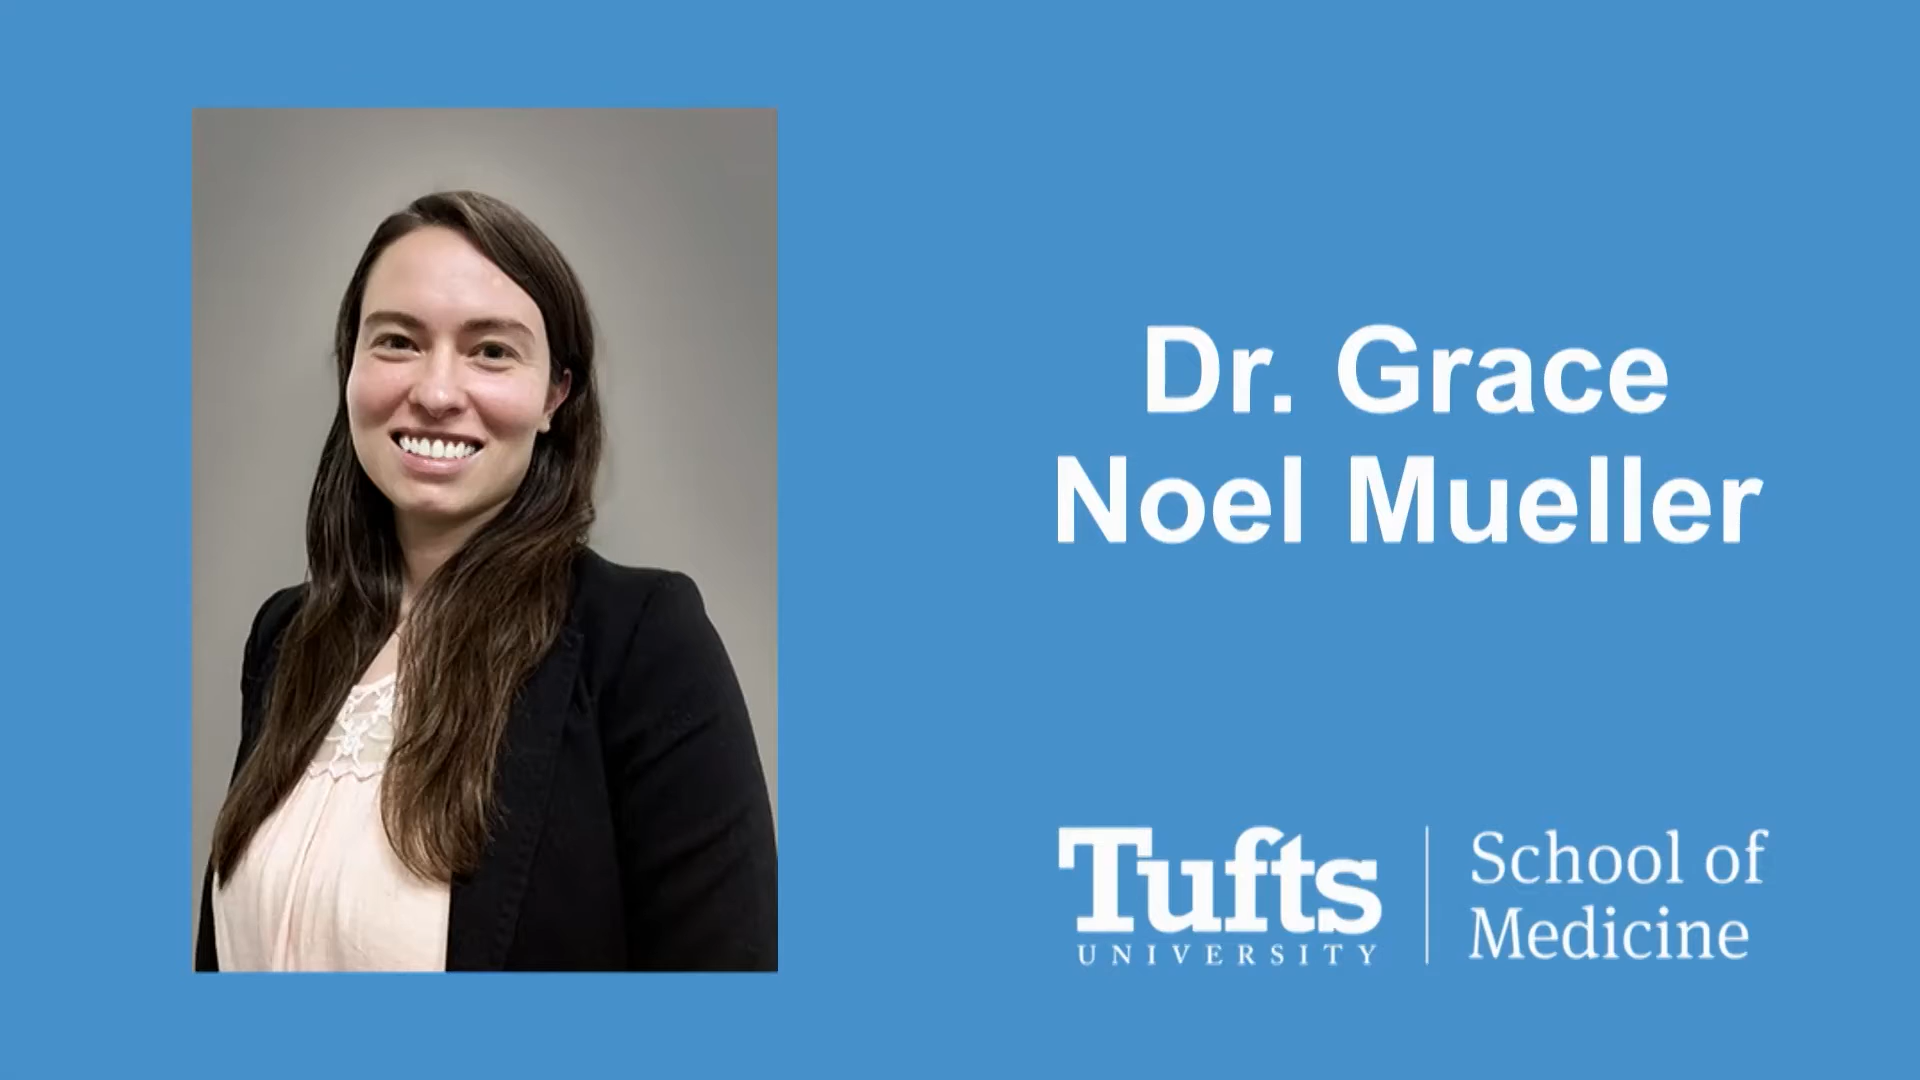 Dr. Grace
Noel Mueller
Tufts
UNIVERSITY
School of
Medicine